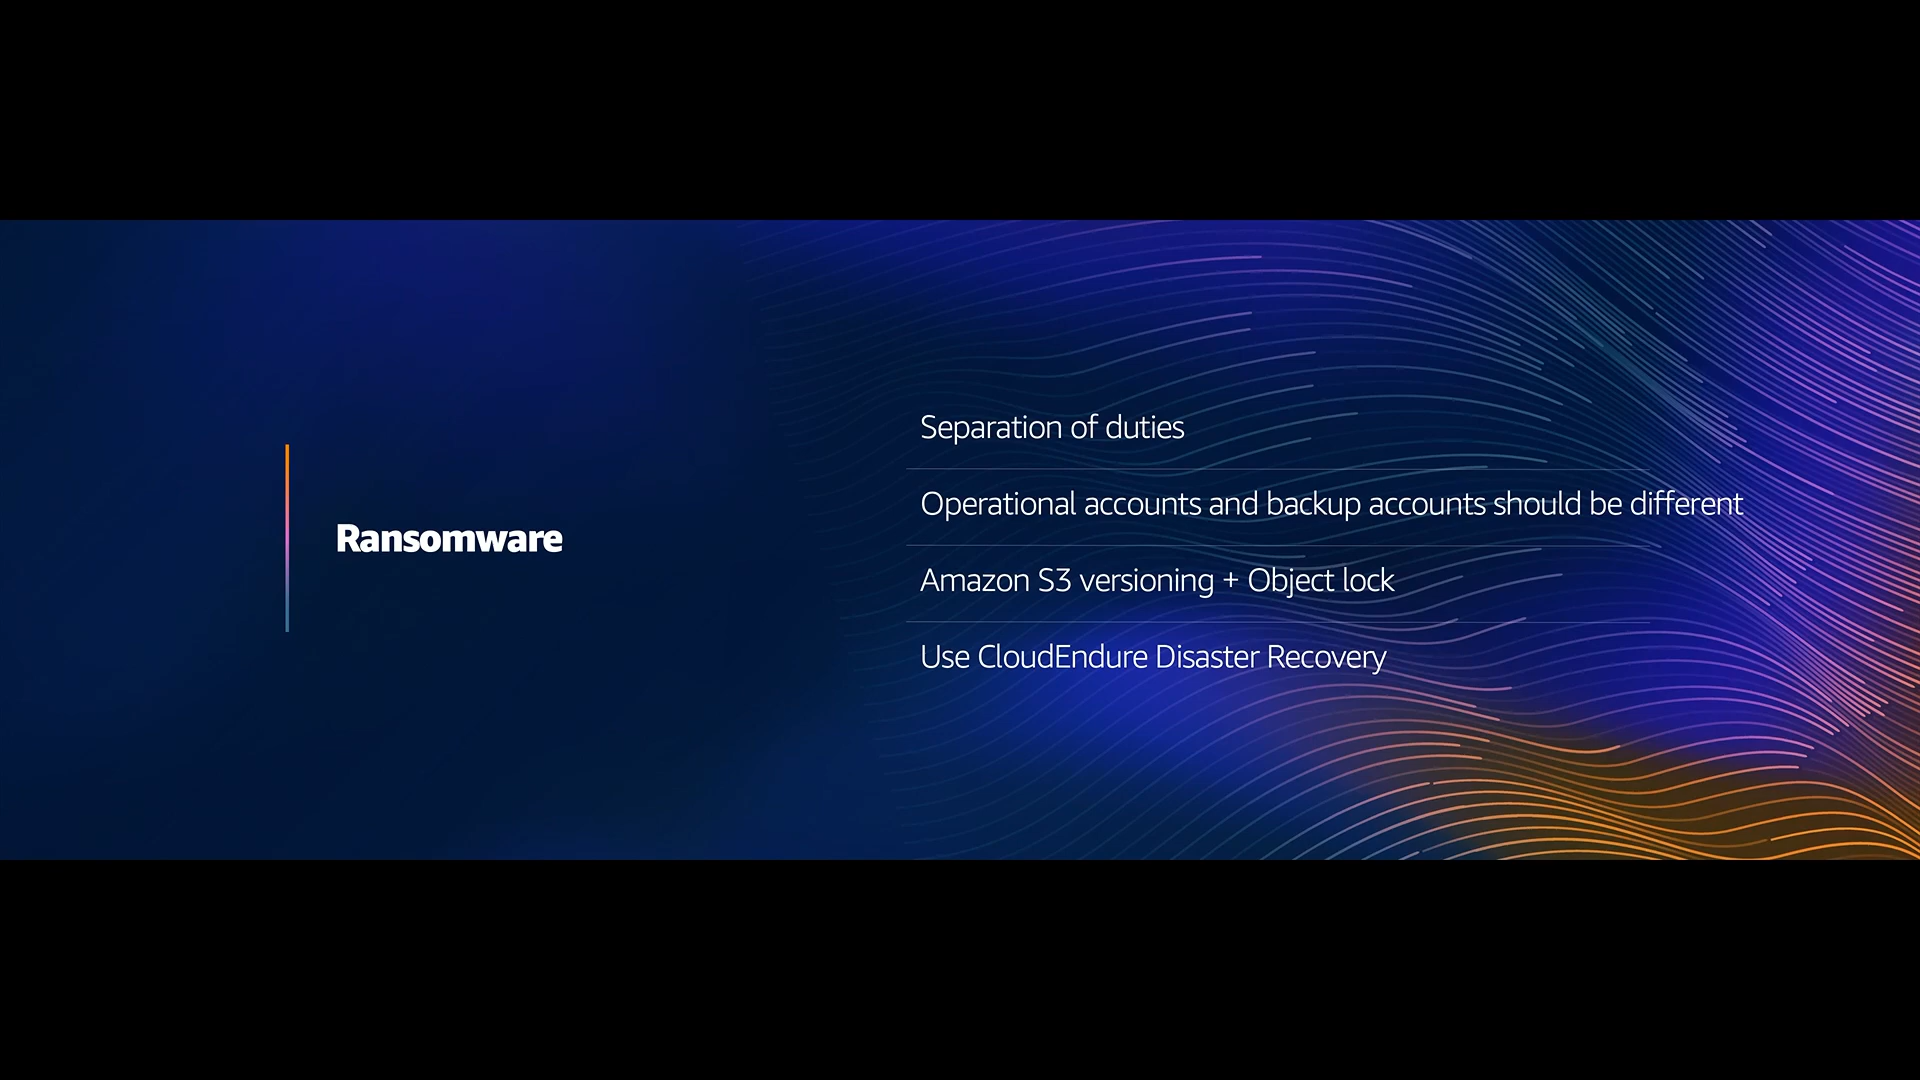 Ransomware
Separation of duties
Operational accounts and backup accounts should be different
Amazon S3 versioning + Object lock
Use CloudEndure Disaster Recovery